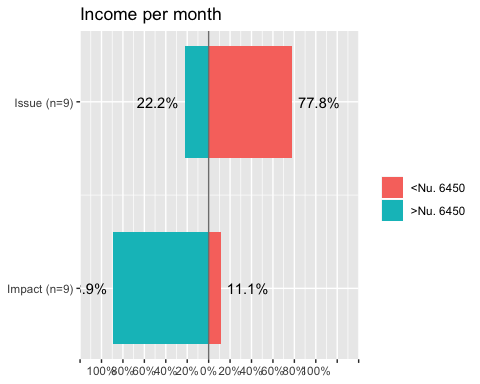 Income per month
Issue (n=9)
22.2%
77.8%
<Nu. 6450
>Nu. 6450
Impact (n=9)
.9%
11.1%
100% 80% 60% 40% 20% 0% 20% 40% 60% 80% 100%